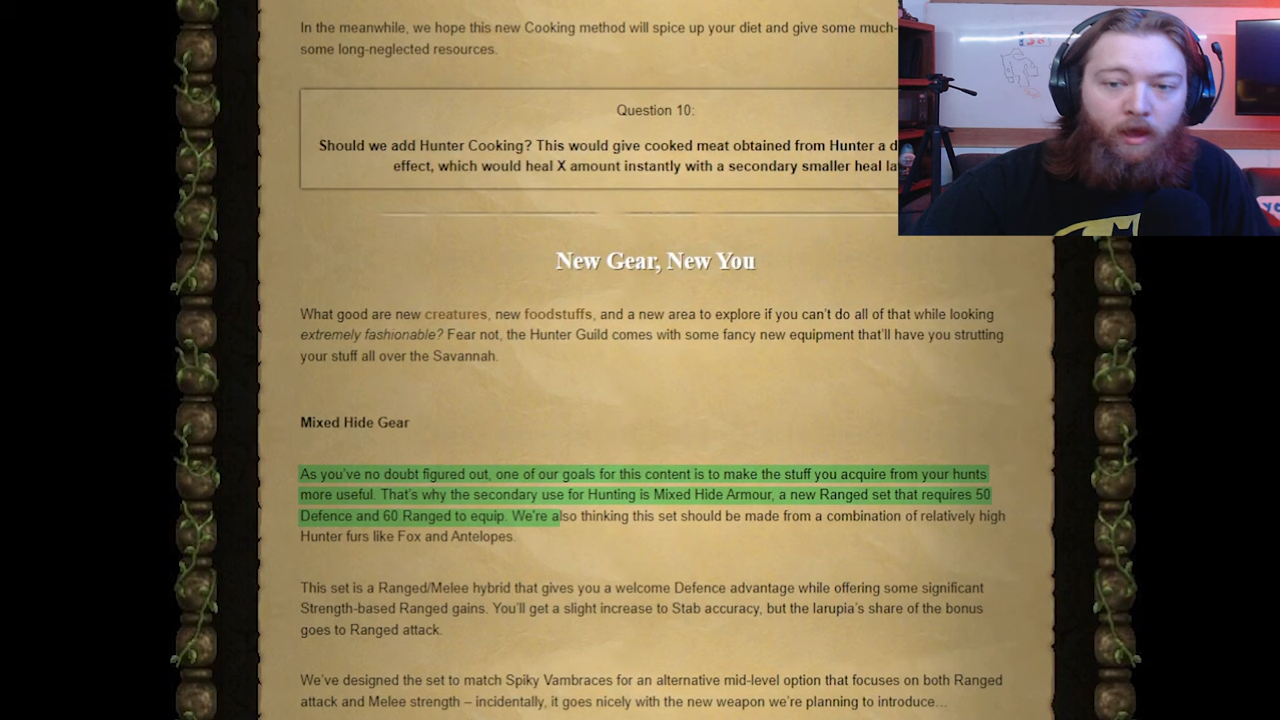 In the meanwhile, we hope this new Cooking method will spice up your diet and give some much-
some long-neglected resources.
Question 10:
Should we add Hunter Cooking? This would give cooked meat obtained from Hunter a d
effect, which would heal X amount instantly with a secondary smaller heal la
New Gear, New You
What good are new creatures, new foodstuffs, and a new area to explore if you can't do all of that while looking
extremely fashionable? Fear not, the Hunter Guild comes with some fancy new equipment that'll have you strutting
your stuff all over the Savannah.
Mixed Hide Gear
As you've no doubt figured out, one of our goals for this content is to make the stuff you acquire from your hunts
more useful. That's why the secondary use for Hunting is Mixed Hide Armour, a new Ranged set that requires 50
Defence and 60 Ranged to equip. We're also thinking this set should be made from a combination of relatively high
Hunter furs like Fox and Antelopes.
This set is a Ranged/Melee hybrid that gives you a welcome Defence advantage while offering some significant
Strength-based Ranged gains. You'll get a slight increase to Stab accuracy, but the larupia's share of the bonus
goes to Ranged attack.
We've designed the set to match Spiky Vambraces for an alternative mid-level option that focuses on both Ranged
attack and Melee strength – incidentally, it goes nicely with the new weapon we're planning to introduce...